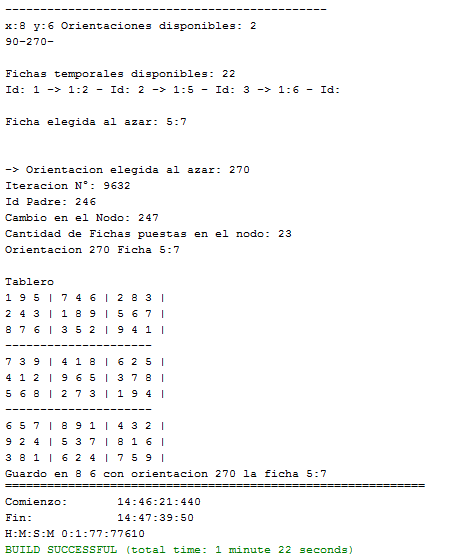 ----------------------------------------------
x:8 y:6 Orientaciones disponibles: 2
90-270-
Fichas temporales disponibles: 22
Id: 1 -> 1:2 - Id: 2 -> 1:5 - Id: 3 -> 1:6 - Id:
Ficha elegida al azar: 5:7
-> Orientacion elegida al azar: 270
Iteracion N°: 9632
Id Padre: 246
Cambio en el Nodo: 247
Cantidad de Fichas puestas en el nodo: 23
Orientacion 270 Ficha 5:7
Tablero
1 9 5 | 7 4 6 | 2 8 3 |
2 4 3 | 1 8 9 | 5 6 7 |
8 7 6 | 3 5 2 | 9 4 1 |
---------------------
7 3 9 | 4 1 8 | 6 2 5 |
4 1 2 | 9 6 5 | 3 7 8 |
5 6 8 | 2 7 3 | 1 9 4 |
---------------------
6 5 7 | 8 9 1 | 4 3 2 |
9 2 4 | 5 3 7 | 8 1 6 |
3 8 1 | 6 2 4 | 7 5 9 |
Guardo en 8 6 con orientacion 270 la ficha 5:7
============================================================
Comienzo: 14:46:21:440
Fin: 14:47:39:50
H:M:S:M 0:1:77:77610
BUILD SUCCESSFUL (total time: 1 minute 22 seconds)